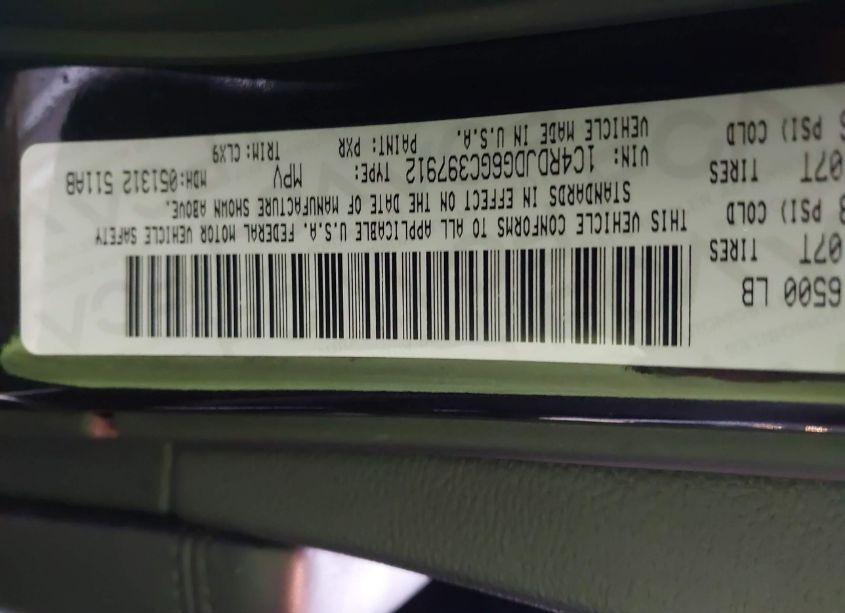 6500 LB
07T TIRES
PSI) COLD
07T TIRES
PSI) COLD
THIS VEHICLE CONFORMS TO ALL APPLICABLE U.S.A. FEDERAL MOTOR VEHICLE SAFETY
STANDARDS IN EFFECT ON THE DATE OF MANUFACTURE SHOWN ABOVE.
VIN: 1C4RDJDG6GC397912 TYPE: MPV MDH:051312 511AB
VEHICLE MADE IN U.S.A. PAINT: PXR TRIM:CLX9